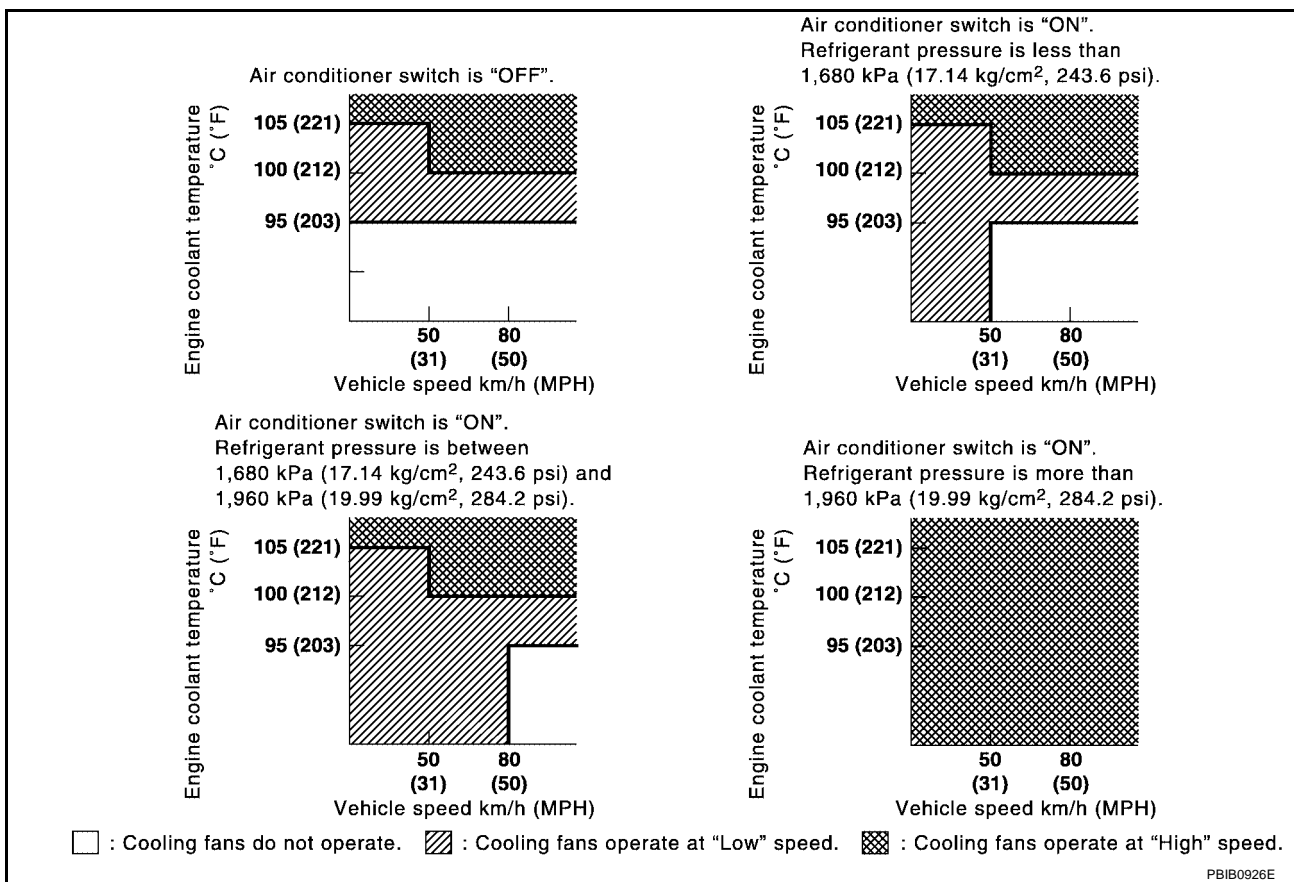 Air conditioner switch is “OFF”.
Engine coolant temperature
°C (°F)
105 (221)
100 (212)
95 (203)
50
(31)
80
(50)
Vehicle speed km/h (MPH)
Air conditioner switch is “ON”.
Refrigerant pressure is less than
1,680 kPa (17.14 kg/cm², 243.6 psi).
Engine coolant temperature
°C (°F)
105 (221)
100 (212)
95 (203)
50
(31)
80
(50)
Vehicle speed km/h (MPH)
Air conditioner switch is “ON”.
Refrigerant pressure is between
1,680 kPa (17.14 kg/cm², 243.6 psi) and
1,960 kPa (19.99 kg/cm², 284.2 psi).
Engine coolant temperature
°C (°F)
105 (221)
100 (212)
95 (203)
50
(31)
80
(50)
Vehicle speed km/h (MPH)
Air conditioner switch is “ON”.
Refrigerant pressure is more than
1,960 kPa (19.99 kg/cm², 284.2 psi).
Engine coolant temperature
°C (°F)
105 (221)
100 (212)
95 (203)
50
(31)
80
(50)
Vehicle speed km/h (MPH)
: Cooling fans do not operate. : Cooling fans operate at “Low” speed. : Cooling fans operate at “High” speed.
PBIB0926E